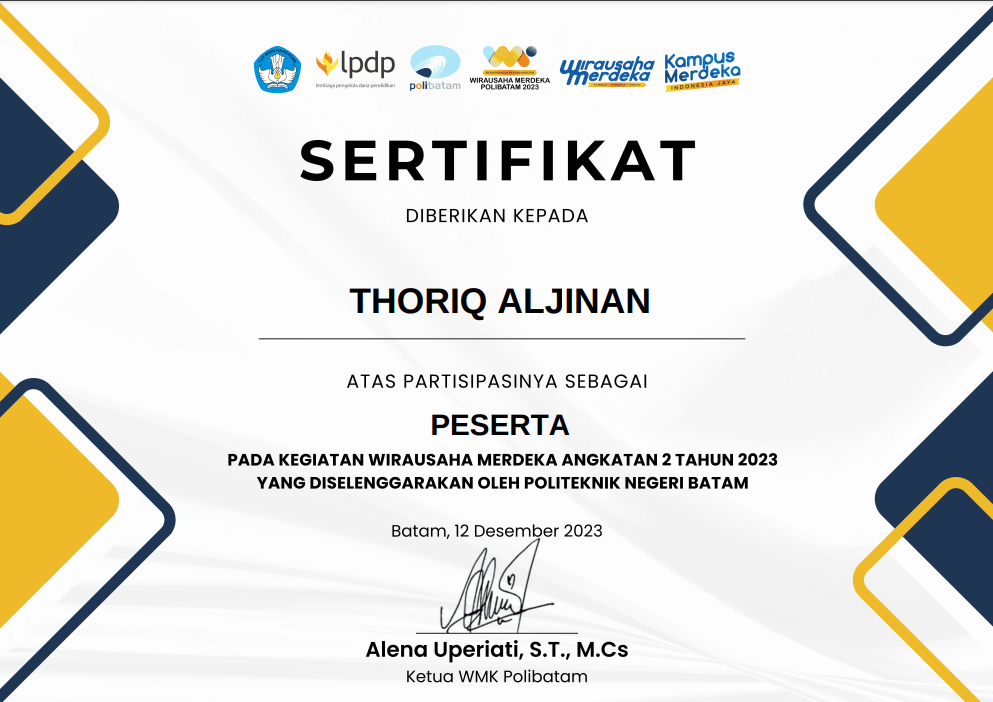 lpdp
lembaga pengelola dana pendidikan
polibatam
WIRAUSAHA MERDEKA
POLIBATAM 2023
Wirausaha
Merdeka
Kampus
Merdeka
INDONESIA JAYA
SERTIFIKAT
DIBERIKAN KEPADA
THORIQ ALJINAN
ATAS PARTISIPASINYA SEBAGAI
PESERTA
PADA KEGIATAN WIRAUSAHA MERDEKA ANGKATAN 2 TAHUN 2023
YANG DISELENGGARAKAN OLEH POLITEKNIK NEGERI BATAM
Batam, 12 Desember 2023
Alena Uperiati, S.T., M.Cs
Ketua WMK Polibatam